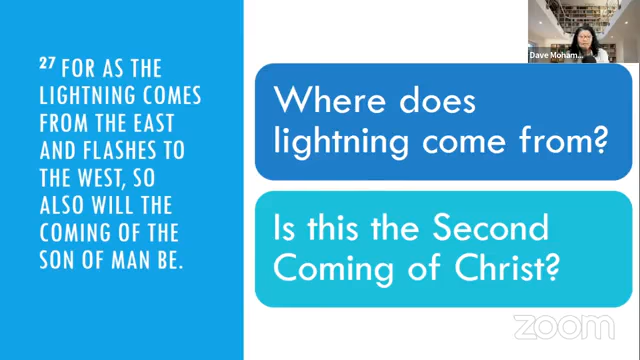 27 FOR AS THE
LIGHTNING COMES
FROM THE EAST
AND FLASHES TO
THE WEST, SO
ALSO WILL THE
COMING OF THE
SON OF MAN BE.
Where does
lightning come from?
Is this the Second
Coming of Christ?
Dave Moham...
zoom